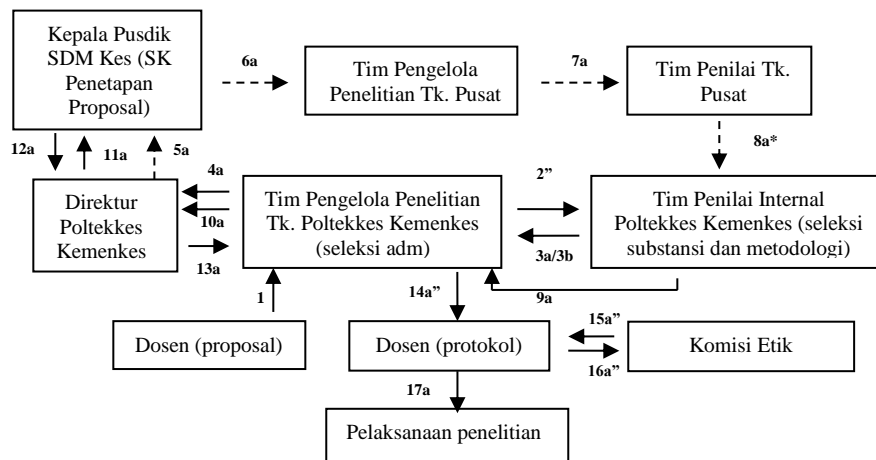 Kepala Pusdik
SDM Kes (SK
Penetapan
Proposal)
6a
Tim Pengelola
Penelitian Tk. Pusat
7a
Tim Penilai Tk.
Pusat
12a
11a
5a
8a*
Direktur
Poltekkes
Kemenkes
4a
10a
13a
Tim Pengelola Penelitian
Tk. Poltekkes Kemenkes
(seleksi adm)
2”
3a/3b
Tim Penilai Internal
Poltekkes Kemenkes (seleksi
substansi dan metodologi)
1
14a”
9a
Dosen (proposal)
Dosen (protokol)
15a”
16a”
Komisi Etik
17a
Pelaksanaan penelitian